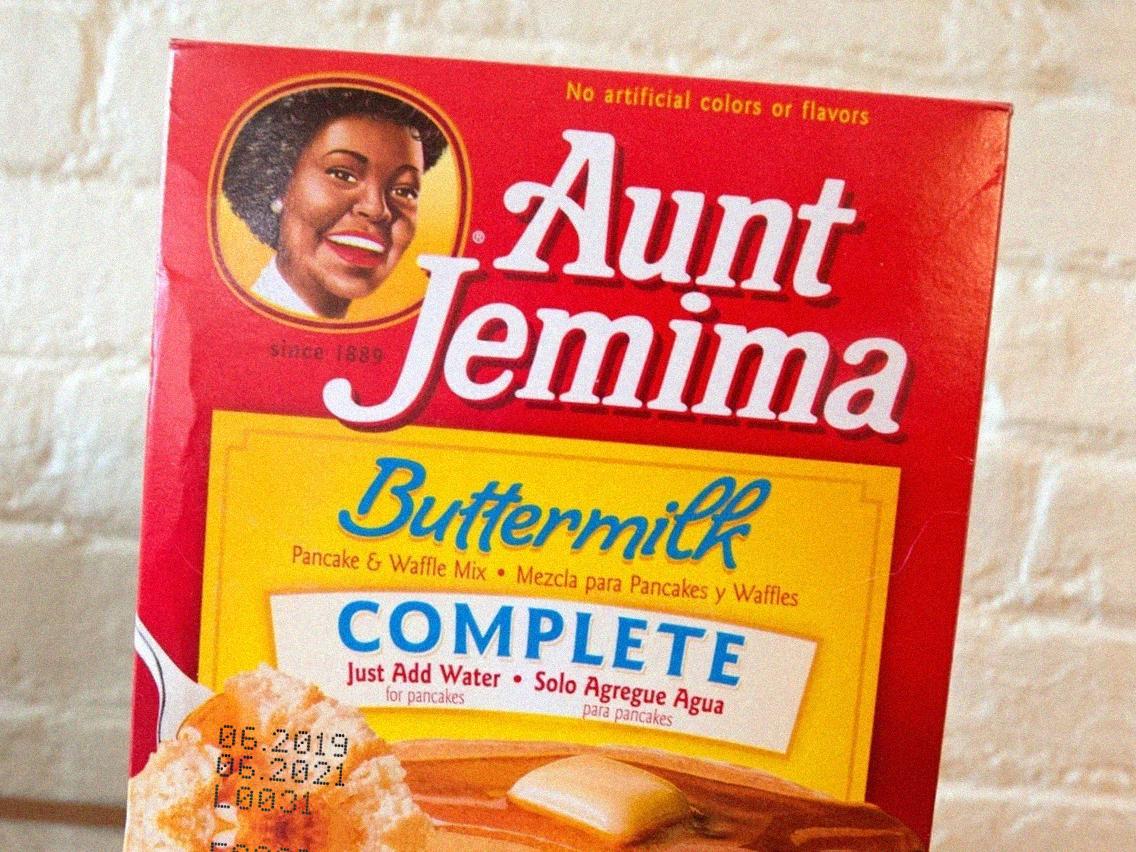 No artificial colors or flavors
Aunt
Jemima
®
since 1889
Buttermilk
Pancake & Waffle Mix • Mezcla para Pancakes y Waffles
COMPLETE
Just Add Water • Solo Agregue Agua
for pancakes
para pancakes
06.2019
06.2021
L0031